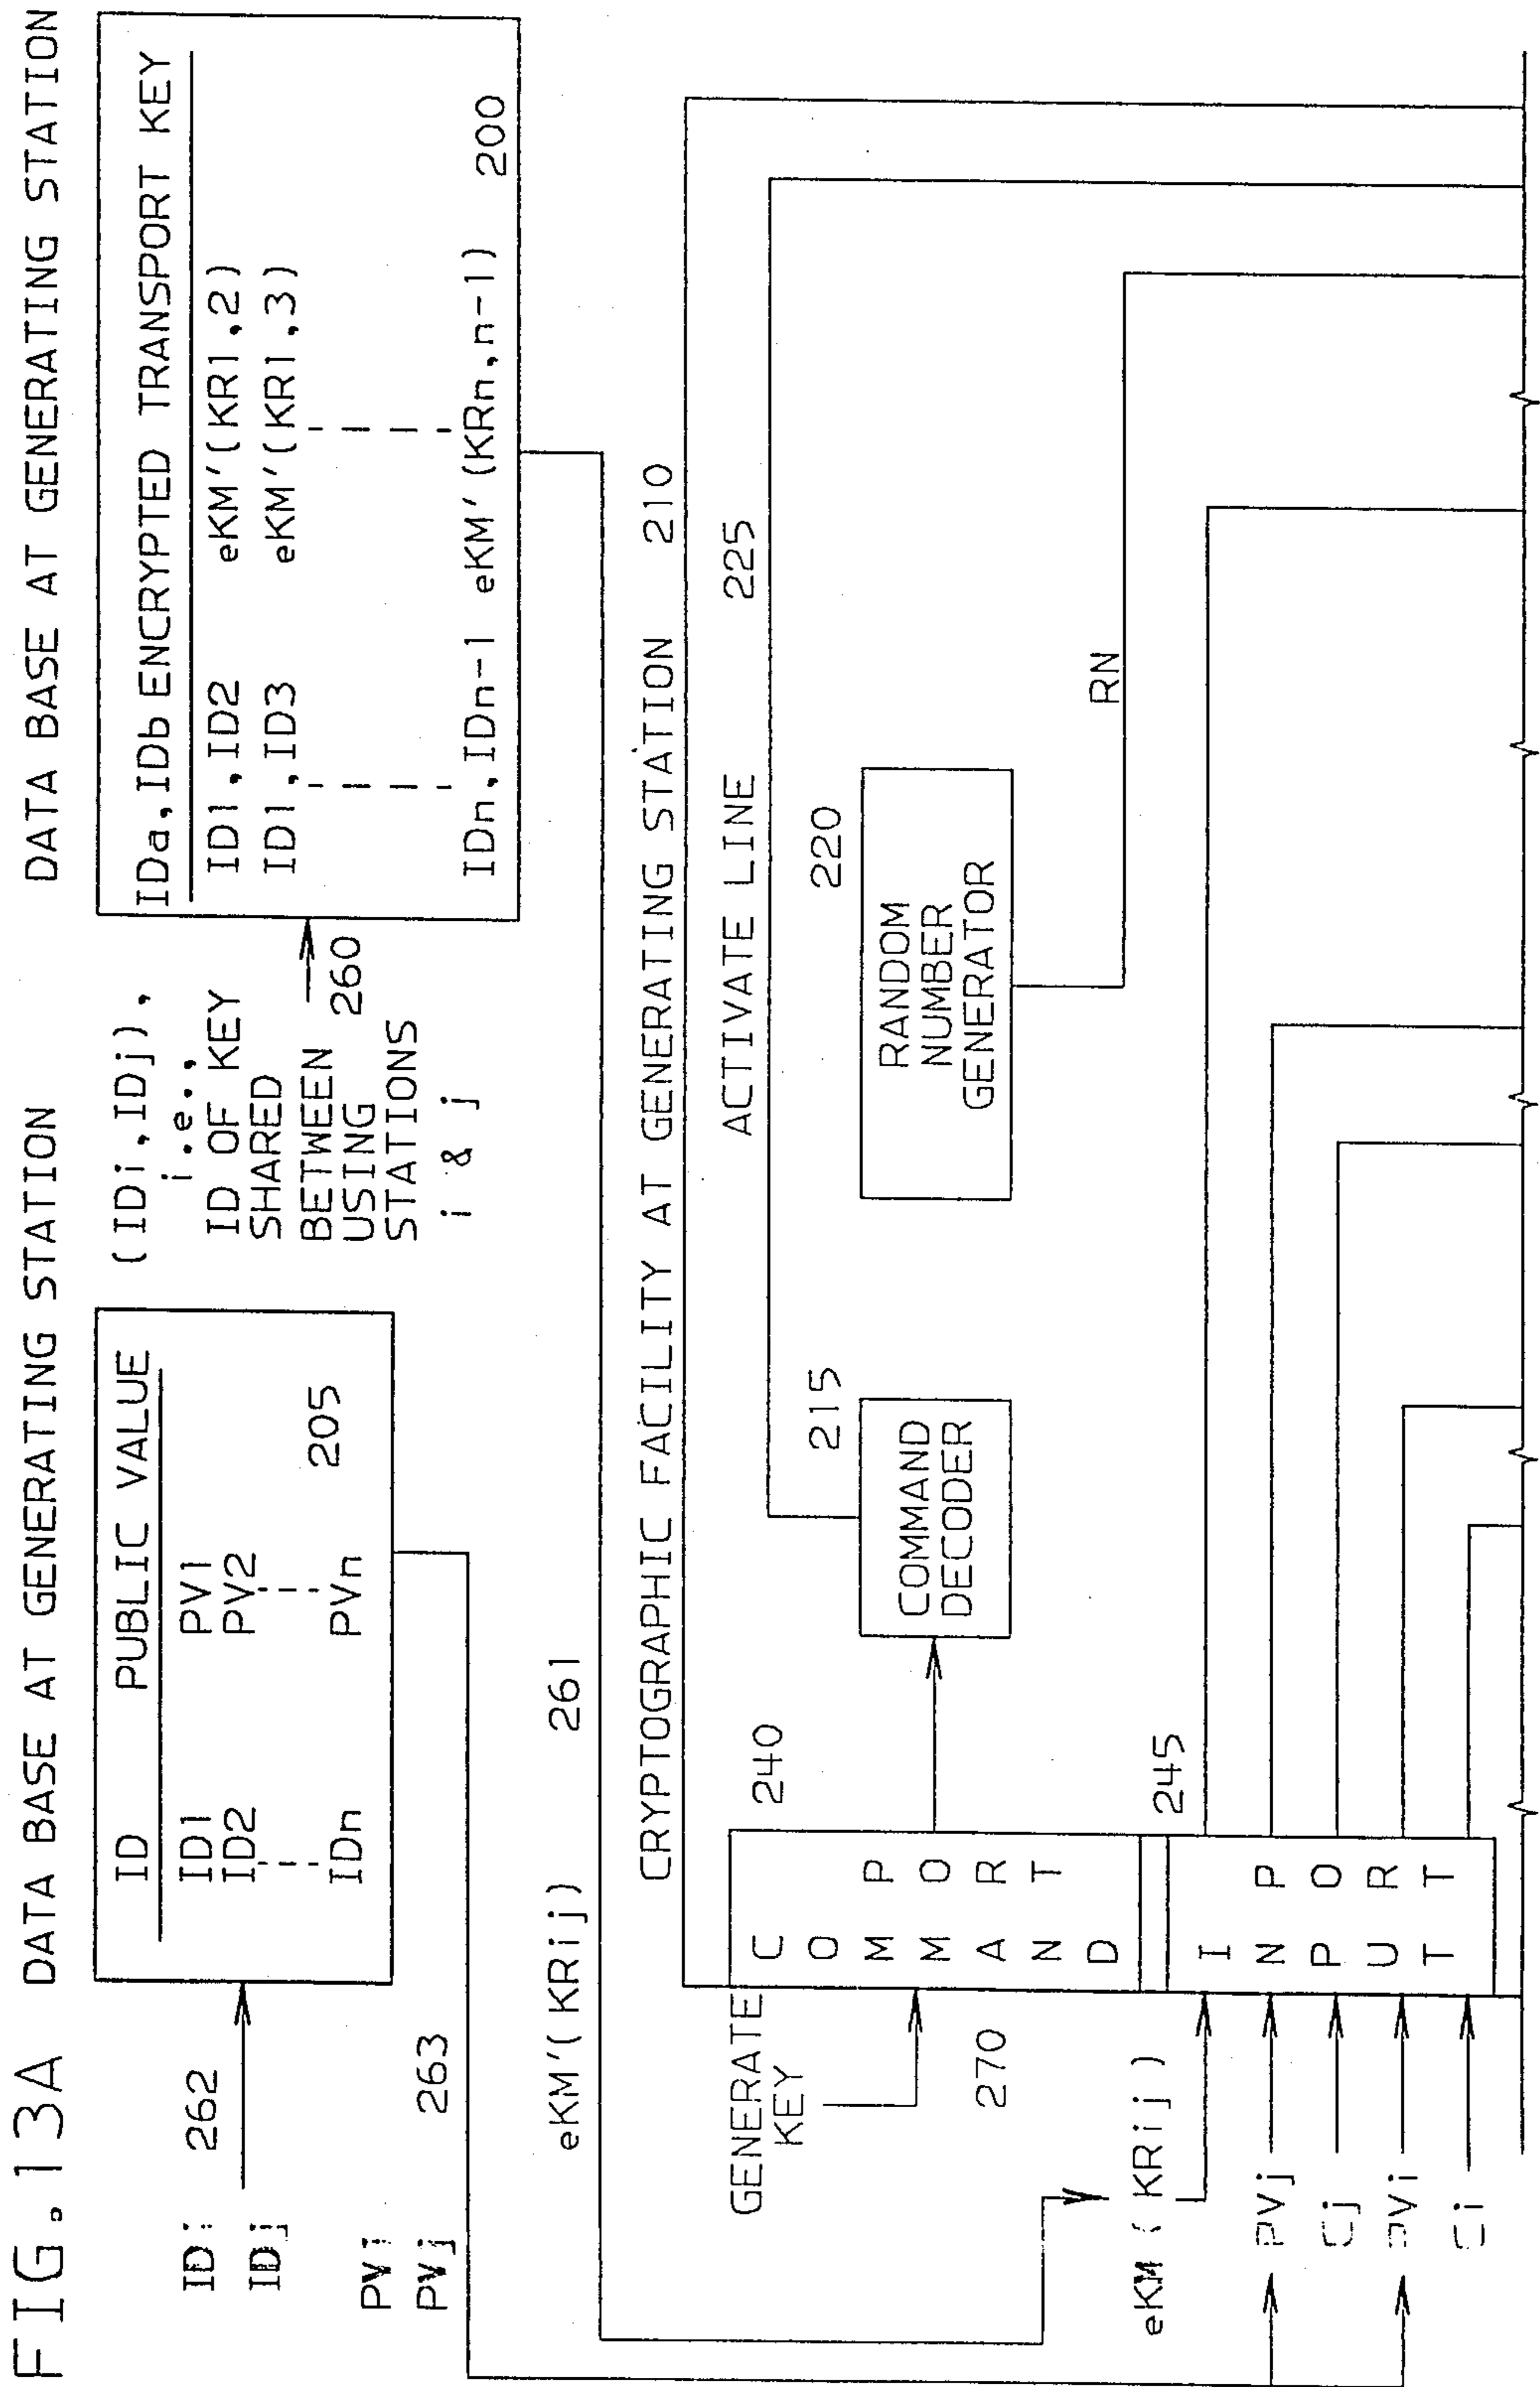 FIG. 13A
DATA BASE AT GENERATING STATION
DATA BASE AT GENERATING STATION
IDi
IDj
262
PVi
PVj
263
ID PUBLIC VALUE
ID1 PV1
ID2 PV2
IDn PVn
205
(IDi,IDj),
i.e.,
ID OF KEY
SHARED
BETWEEN
USING
STATIONS
i & j
260
IDa,IDb ENCRYPTED TRANSPORT KEY
ID1,ID2 eKM'(KR1,2)
ID1,ID3 eKM'(KR1,3)
IDn,IDn-1 eKM'(KRn,n-1)
200
eKM'(KRij) 261
CRYPTOGRAPHIC FACILITY AT GENERATING STATION 210
ACTIVATE LINE 225
GENERATE
KEY
270
COMMAND
PORT
240
COMMAND
DECODER
215
RANDOM
NUMBER
GENERATOR
220
RN
INPUT
PORT
245
eKM'(KRij)
PVj
Cj
PVi
Ci